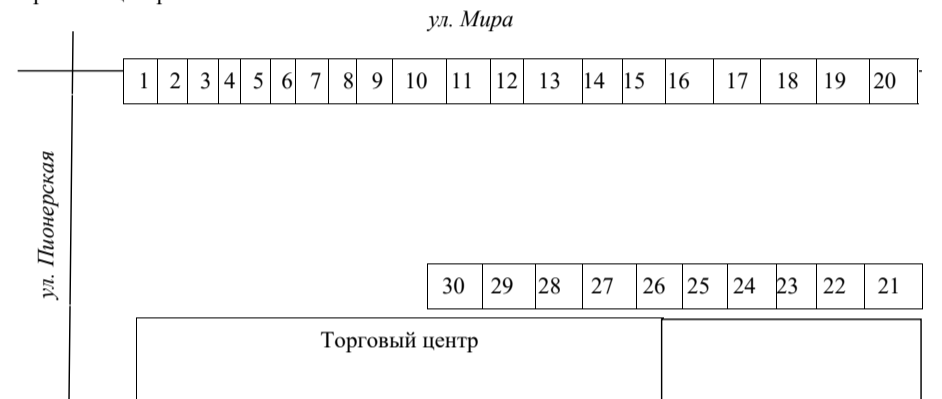 ул. Мира
1 2 3 4 5 6 7 8 9 10 11 12 13 14 15 16 17 18 19 20
ул. Пионерская
30 29 28 27 26 25 24 23 22 21
Торговый центр